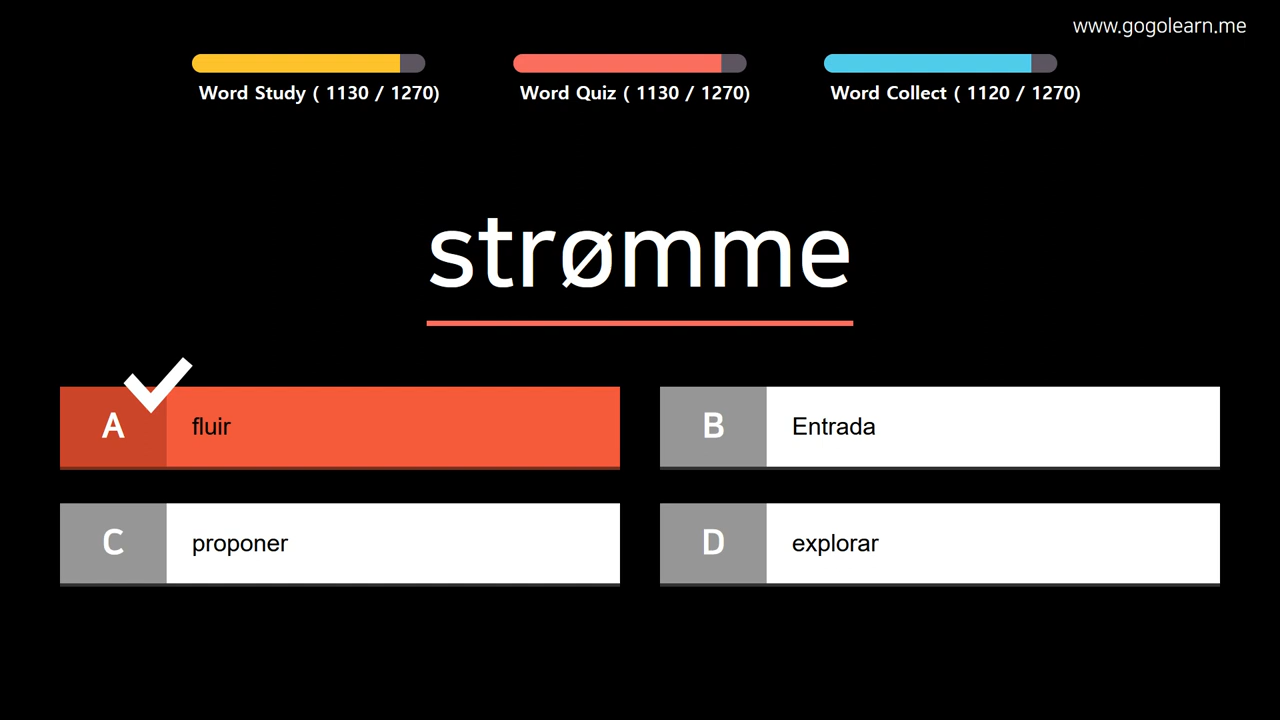 www.gogolearn.me
Word Study ( 1130 / 1270)
Word Quiz ( 1130 / 1270)
Word Collect ( 1120 / 1270)
strømme
A fluir
B Entrada
C proponer
D explorar